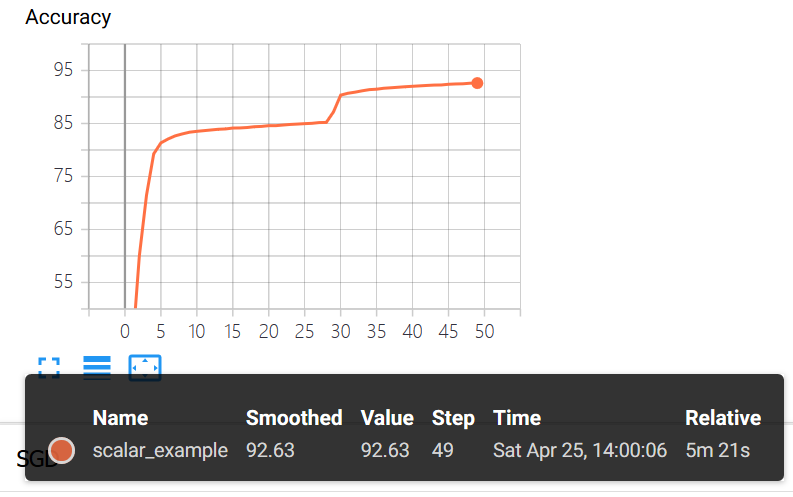 Accuracy
95
85
75
65
55
0 5 10 15 20 25 30 35 40 45 50
Name Smoothed Value Step Time Relative
scalar_example 92.63 92.63 49 Sat Apr 25, 14:00:06 5m 21s
SGD